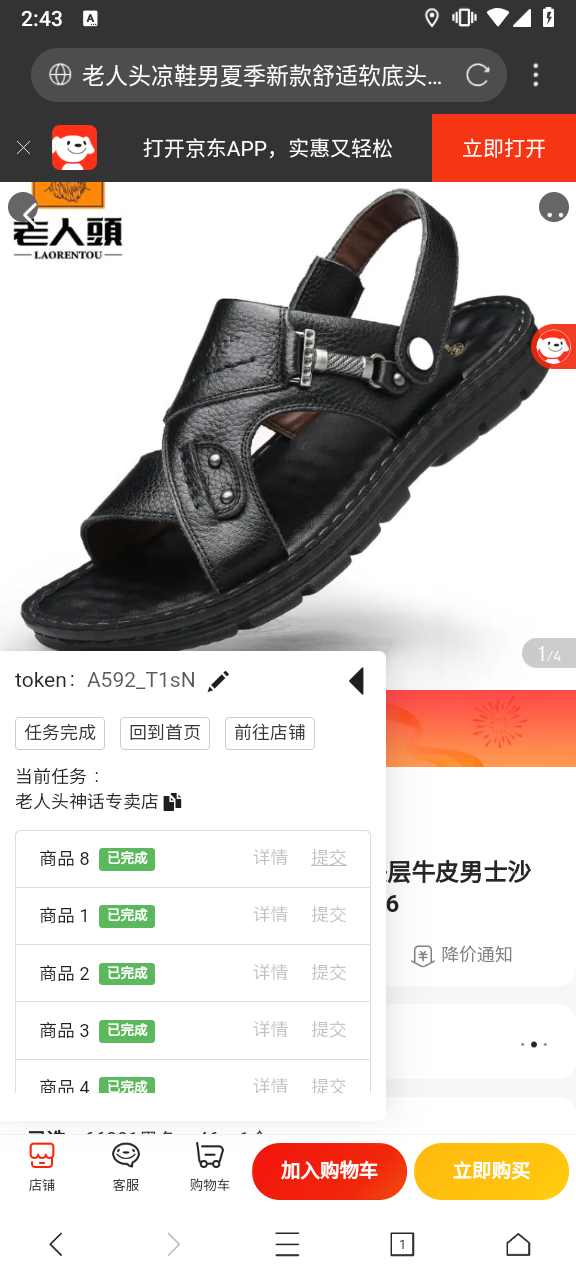 2:43
A
老人头凉鞋男夏季新款舒适软底头...
打开京东APP，实惠又轻松
立即打开
老人頭
LAORENTOU
1/4
token： A592_T1sN
任务完成 回到首页 前往店铺
当前任务：
老人头神话专卖店
商品 8 已完成 详情 提交
层牛皮男士沙
商品 1 已完成 详情 提交
6
商品 2 已完成 详情 提交
降价通知
商品 3 已完成 详情 提交
商品 4 已完成 详情 提交
店铺 客服 购物车 加入购物车 立即购买
1